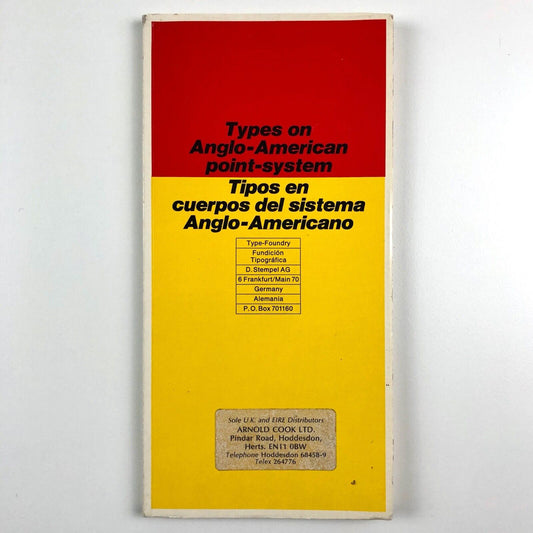 Types on
Anglo-American
point-system
Tipos en
cuerpos del sistema
Anglo-Americano
Type-Foundry
Fundición
Tipográfica
D. Stempel AG
6 Frankfurt/Main 70
Germany
Alemania
P.O. Box 701160
Sole U.K. and EIRE Distributors
ARNOLD COOK LTD.
Pindar Road, Hoddesdon,
Herts. EN11 0BW
Telephone Hoddesdon 68458-9
Telex 264776